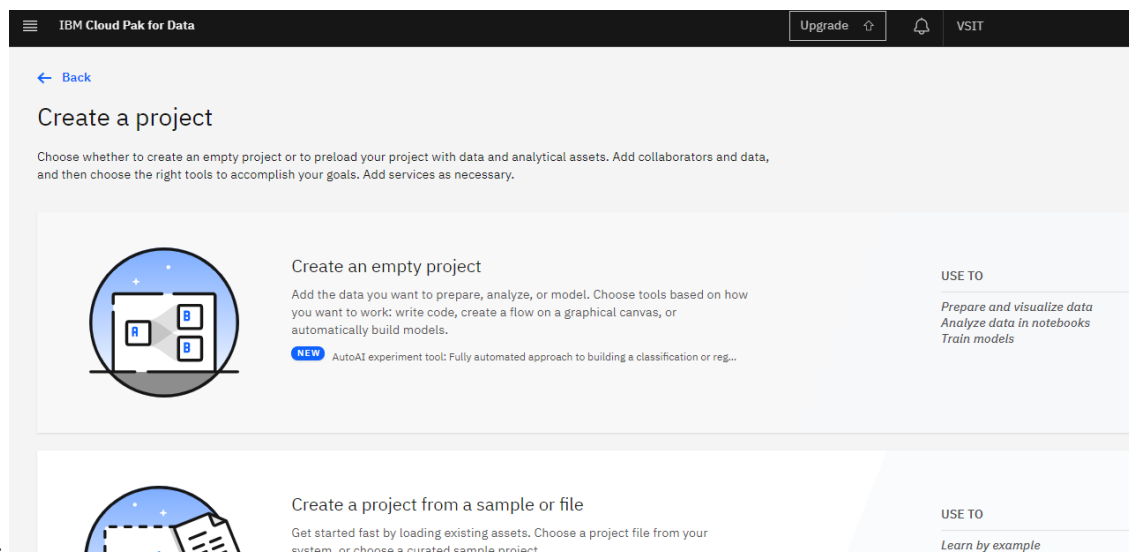 IBM Cloud Pak for Data
Upgrade
VSIT
Back
Create a project
Choose whether to create an empty project or to preload your project with data and analytical assets. Add collaborators and data,
and then choose the right tools to accomplish your goals. Add services as necessary.
Create an empty project
Add the data you want to prepare, analyze, or model. Choose tools based on how
you want to work: write code, create a flow on a graphical canvas, or
automatically build models.
NEW AutoAI experiment tool: Fully automated approach to building a classification or reg...
A
B
B
USE TO
Prepare and visualize data
Analyze data in notebooks
Train models
Create a project from a sample or file
Get started fast by loading existing assets. Choose a project file from your
system, or choose a curated sample project.
USE TO
Learn by example